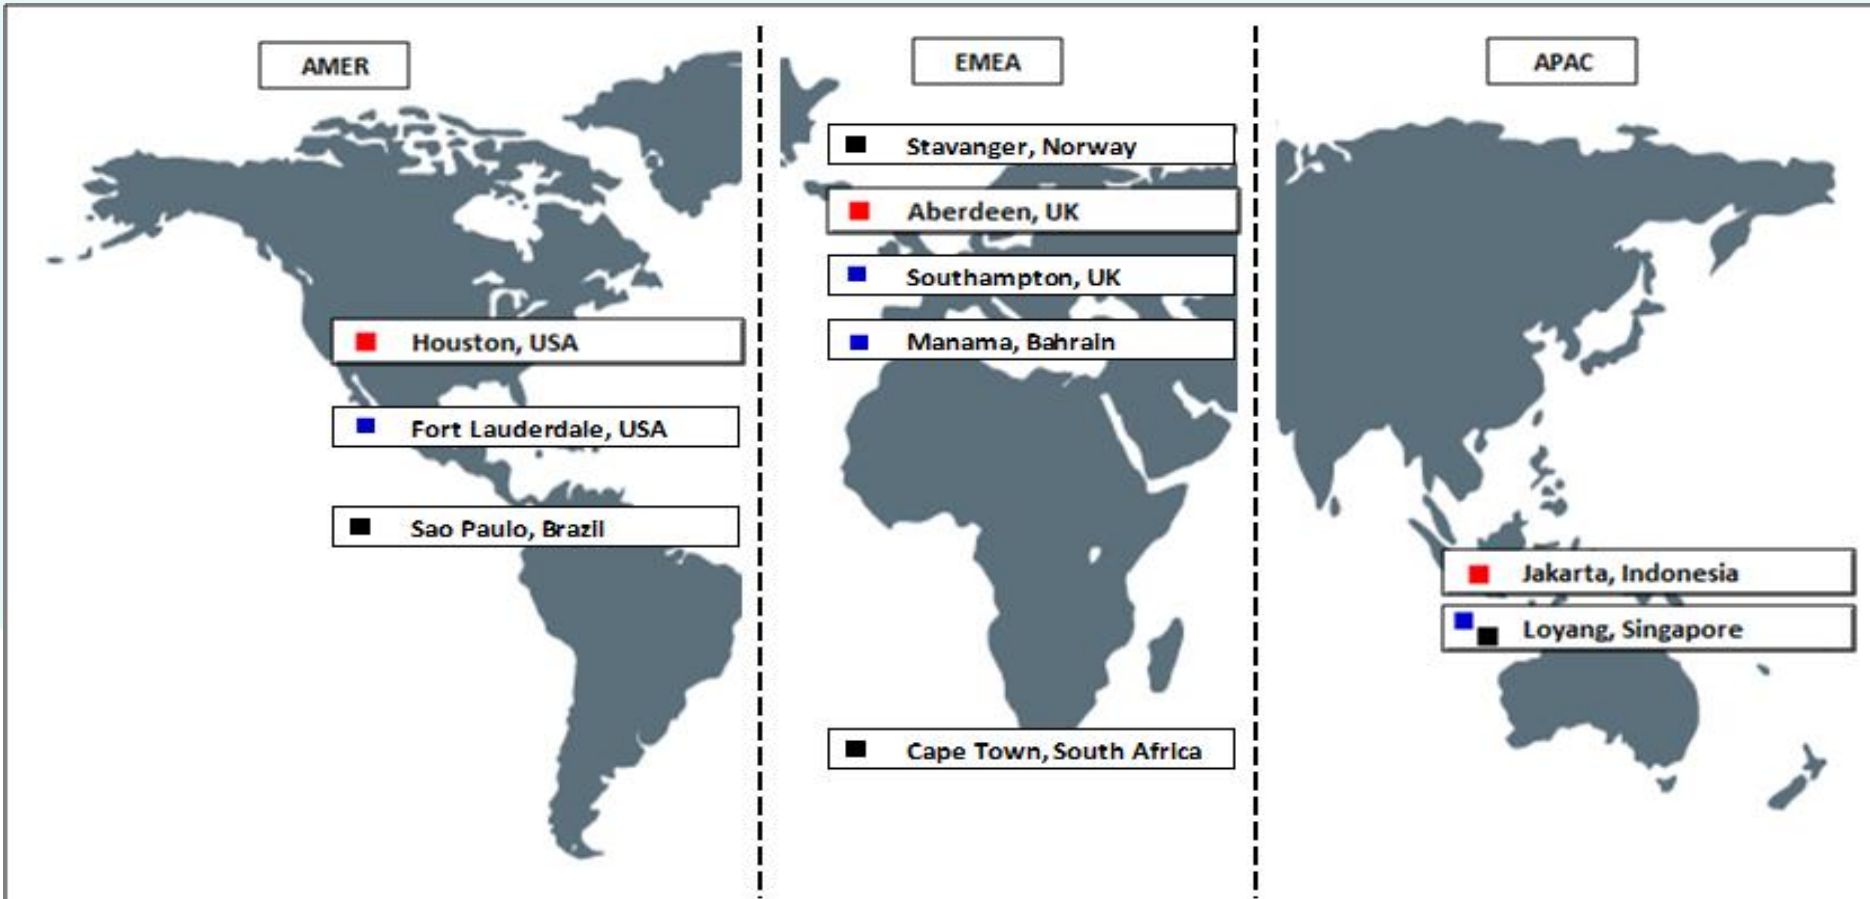 AMER
Houston, USA
Fort Lauderdale, USA
Sao Paulo, Brazil
EMEA
Stavanger, Norway
Aberdeen, UK
Southampton, UK
Manama, Bahrain
Cape Town, South Africa
APAC
Jakarta, Indonesia
Loyang, Singapore